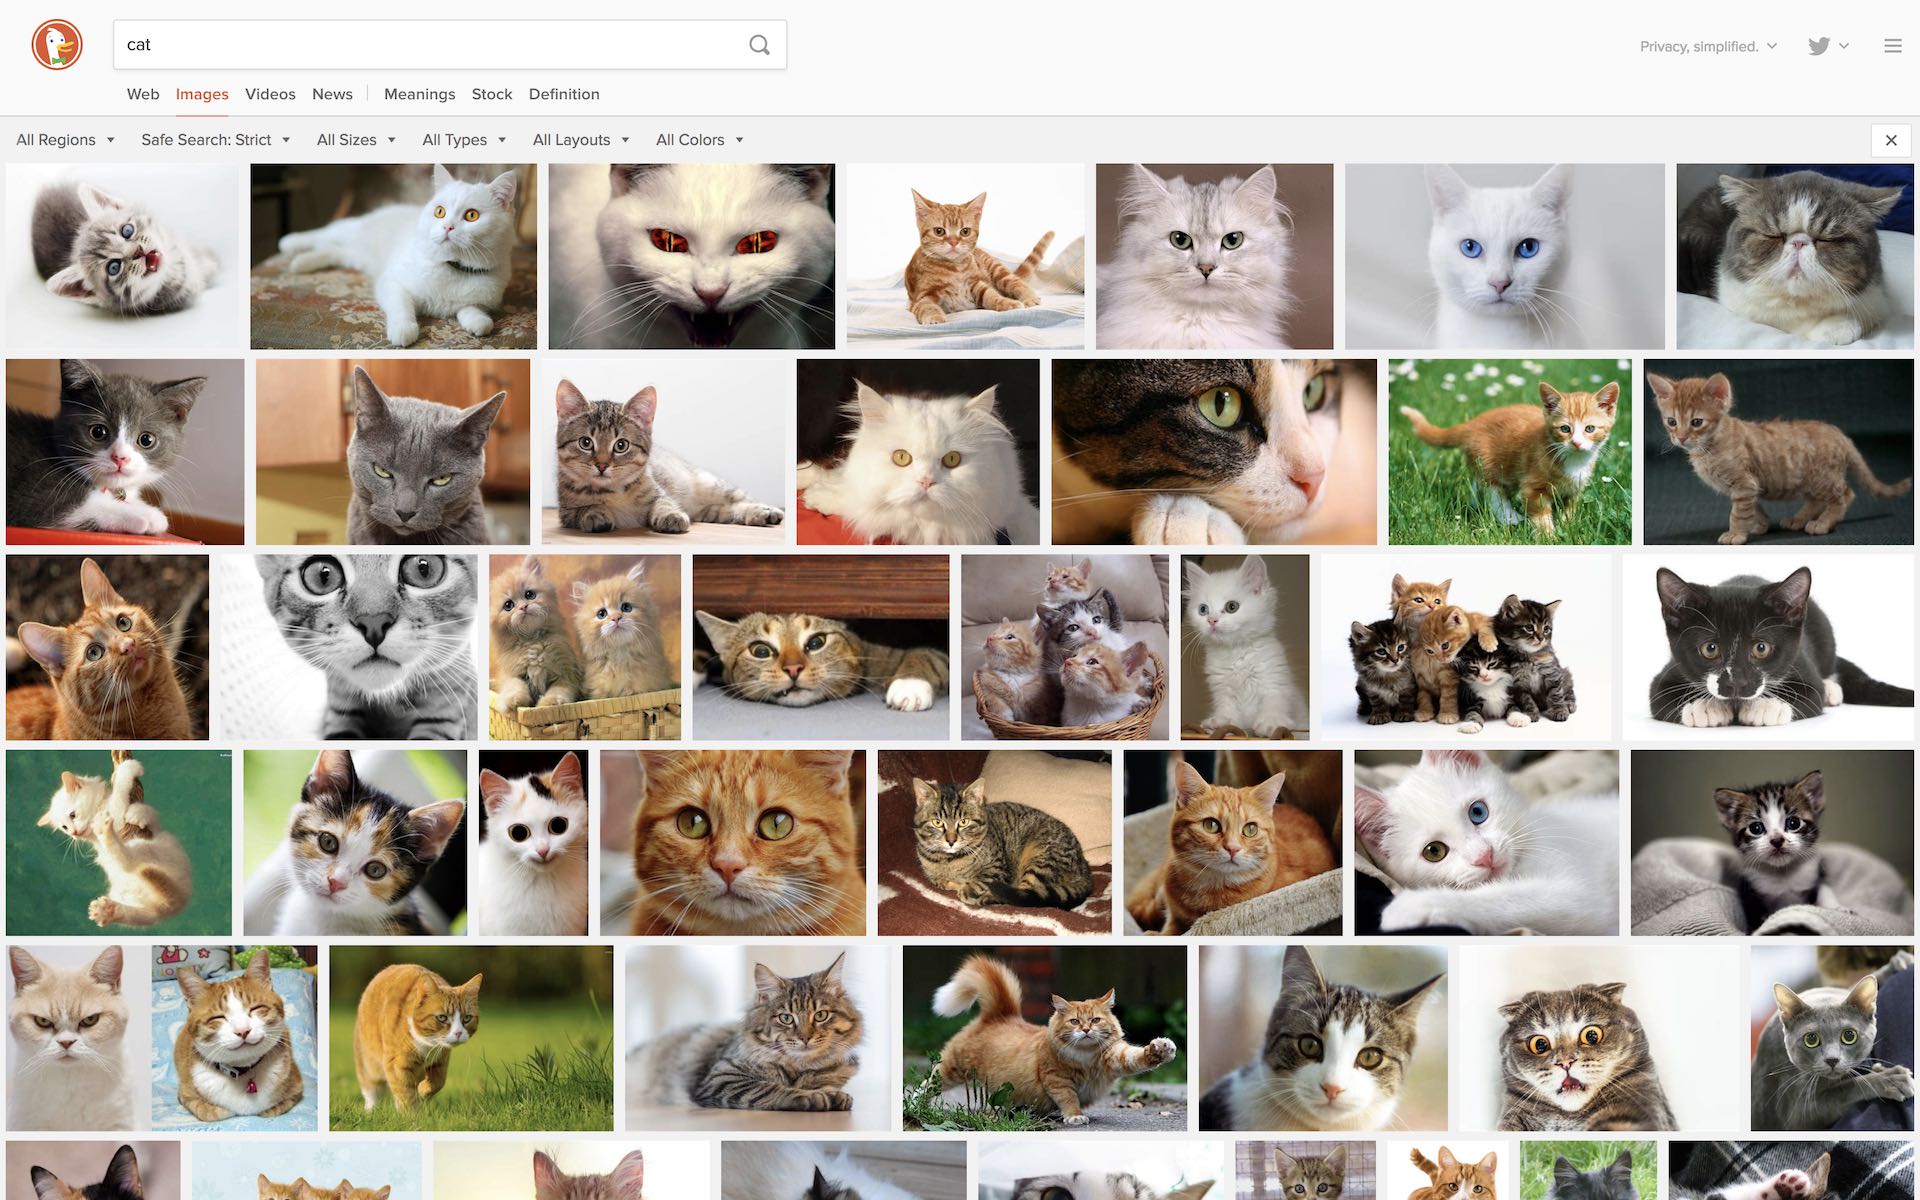 cat
Privacy, simplified.
Web Images Videos News Meanings Stock Definition
All Regions Safe Search: Strict All Sizes All Types All Layouts All Colors